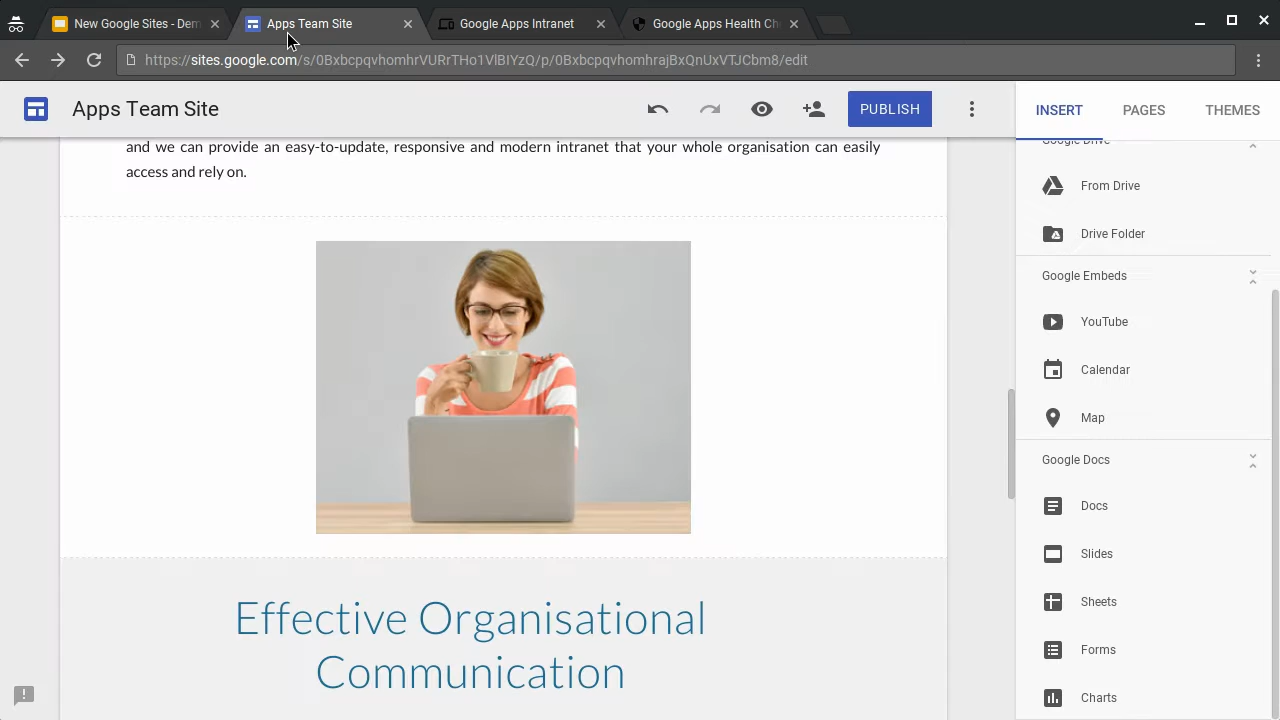 New Google Sites - Dem
Apps Team Site
Google Apps Intranet
Google Apps Health Ch
https://sites.google.com/s/0BxbcpqvhomhrVURrTHo1VlBIYzQ/p/0BxbcpqvhomhrajBxQnUxVTJCbm8/edit
Apps Team Site
PUBLISH
INSERT
PAGES
THEMES
and we can provide an easy-to-update, responsive and modern intranet that your whole organisation can easily
access and rely on.
Effective Organisational
Communication
Google Drive
From Drive
Drive Folder
Google Embeds
YouTube
Calendar
Map
Google Docs
Docs
Slides
Sheets
Forms
Charts